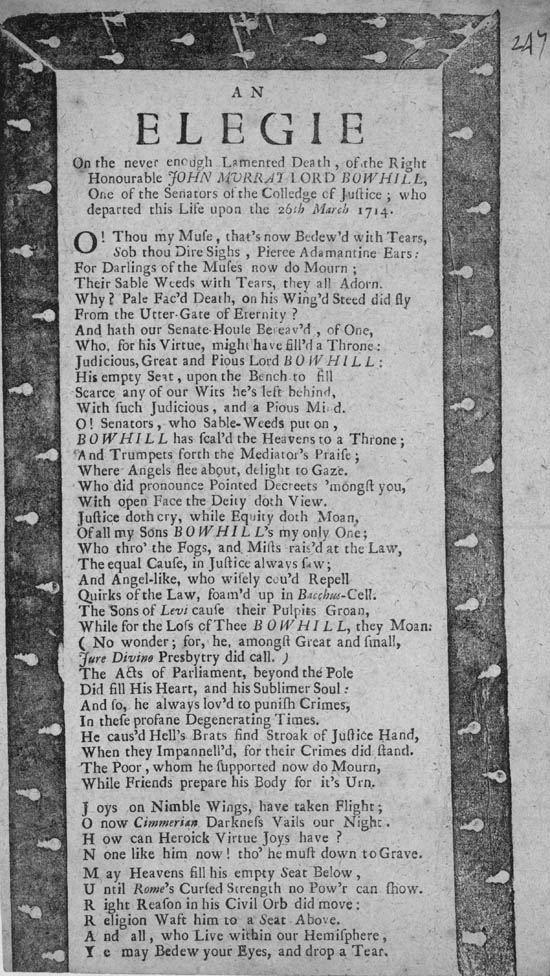 247
AN
ELEGIE
On the never enough Lamented Death, of the Right
Honourable JOHN MURRAY LORD BOWHILL,
One of the Senators of the Colledge of Juſtice; who
departed this Life upon the 26th March 1714.
O! Thou my Muſe, that's now Bedew'd with Tears,
Sob thou Dire Sighs, Pierce Adamantine Ears:
For Darlings of the Muſes now do Mourn;
Their Sable Weeds with Tears, they all Adorn.
Why? Pale Fac'd Death, on his Wing'd Steed did fly
From the Utter-Gate of Eternity?
And hath our Senate-Houſe Bereav'd, of One,
Who, for his Virtue, might have fill'd a Throne:
Judicious, Great and Pious Lord BOWHILL:
His empty Seat, upon the Bench to fill
Scarce any of our Wits he's left behind,
With ſuch Judicious, and a Pious Mind.
O! Senators, who Sable-Weeds put on,
BOWHILL has ſcal'd the Heavens to a Throne;
And Trumpets forth the Mediator's Praiſe;
Where Angels flee about, delight to Gaze.
Who did pronounce Pointed Decreets 'mongſt you,
With open Face the Deity doth View.
Juſtice doth cry, while Equity doth Moan,
Of all my Sons BOWHILL's my only One;
Who thro' the Fogs, and Miſts rais'd at the Law,
The equal Cauſe, in Juſtice always ſaw;
And Angel-like, who wiſely cou'd Repell
Quirks of the Law, foam'd up in Bacchus-Cell.
The Sons of Levi cauſe their Pulpits Groan,
While for the Loſs of Thee BOWHILL, they Moan:
( No wonder; for, he, amongſt Great and ſmall,
Jure Divino Presbytry did call. )
The Acts of Parliament, beyond the Pole
Did fill His Heart, and his Sublimer Soul:
And ſo, he always lov'd to puniſh Crimes,
In theſe profane Degenerating Times.
He caus'd Hell's Brats find Stroak of Juſtice Hand,
When they Impannell'd, for their Crimes did ſtand.
The Poor, whom he ſupported now do Mourn,
While Friends prepare his Body for it's Urn.
J oys on Nimble Wings, have taken Flight;
O now Cimmerian Darkneſs Vails our Night.
H ow can Heroick Virtue Joys have?
N one like him now! tho' he muſt down to Grave.
M ay Heavens fill his empty Seat Below,
U ntil Rome's Curſed Strength no Pow'r can ſhow.
R ight Reaſon in his Civil Orb did move:
R eligion Waft him to a Seat Above.
A nd all, who Live within our Hemiſphere,
Y e may Bedew your Eyes, and drop a Tear.